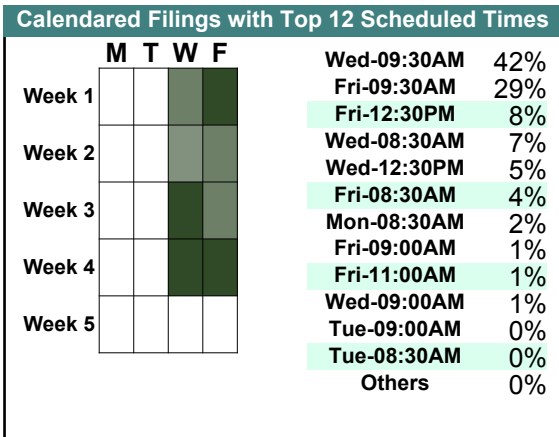 Calendared Filings with Top 12 Scheduled Times
M T W F
Week 1
Week 2
Week 3
Week 4
Week 5
Wed-09:30AM 42%
Fri-09:30AM 29%
Fri-12:30PM 8%
Wed-08:30AM 7%
Wed-12:30PM 5%
Fri-08:30AM 4%
Mon-08:30AM 2%
Fri-09:00AM 1%
Fri-11:00AM 1%
Wed-09:00AM 1%
Tue-09:00AM 0%
Tue-08:30AM 0%
Others 0%